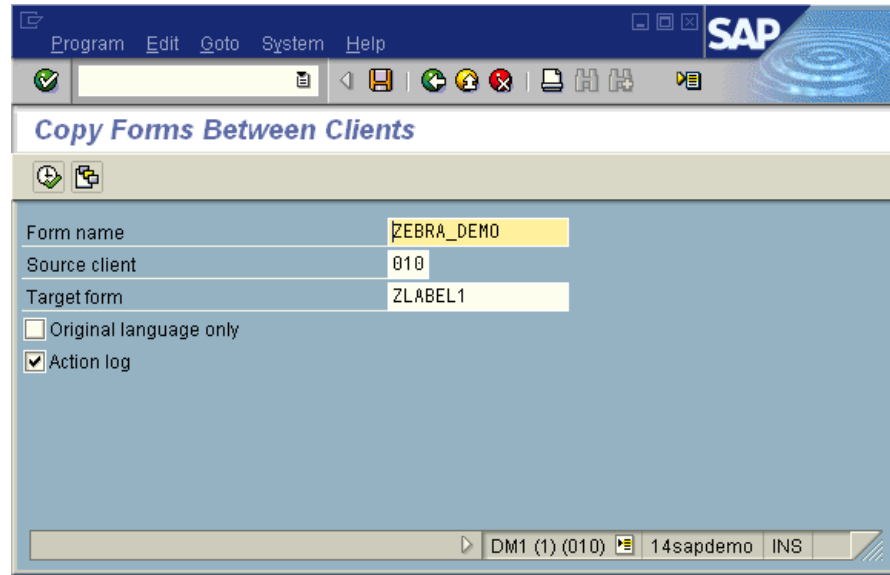 Program Edit Goto System Help
SAP
Copy Forms Between Clients
Form name ZEBRA_DEMO
Source client 010
Target form ZLABEL1
Original language only
Action log
DM1 (1) (010) 14sapdemo INS